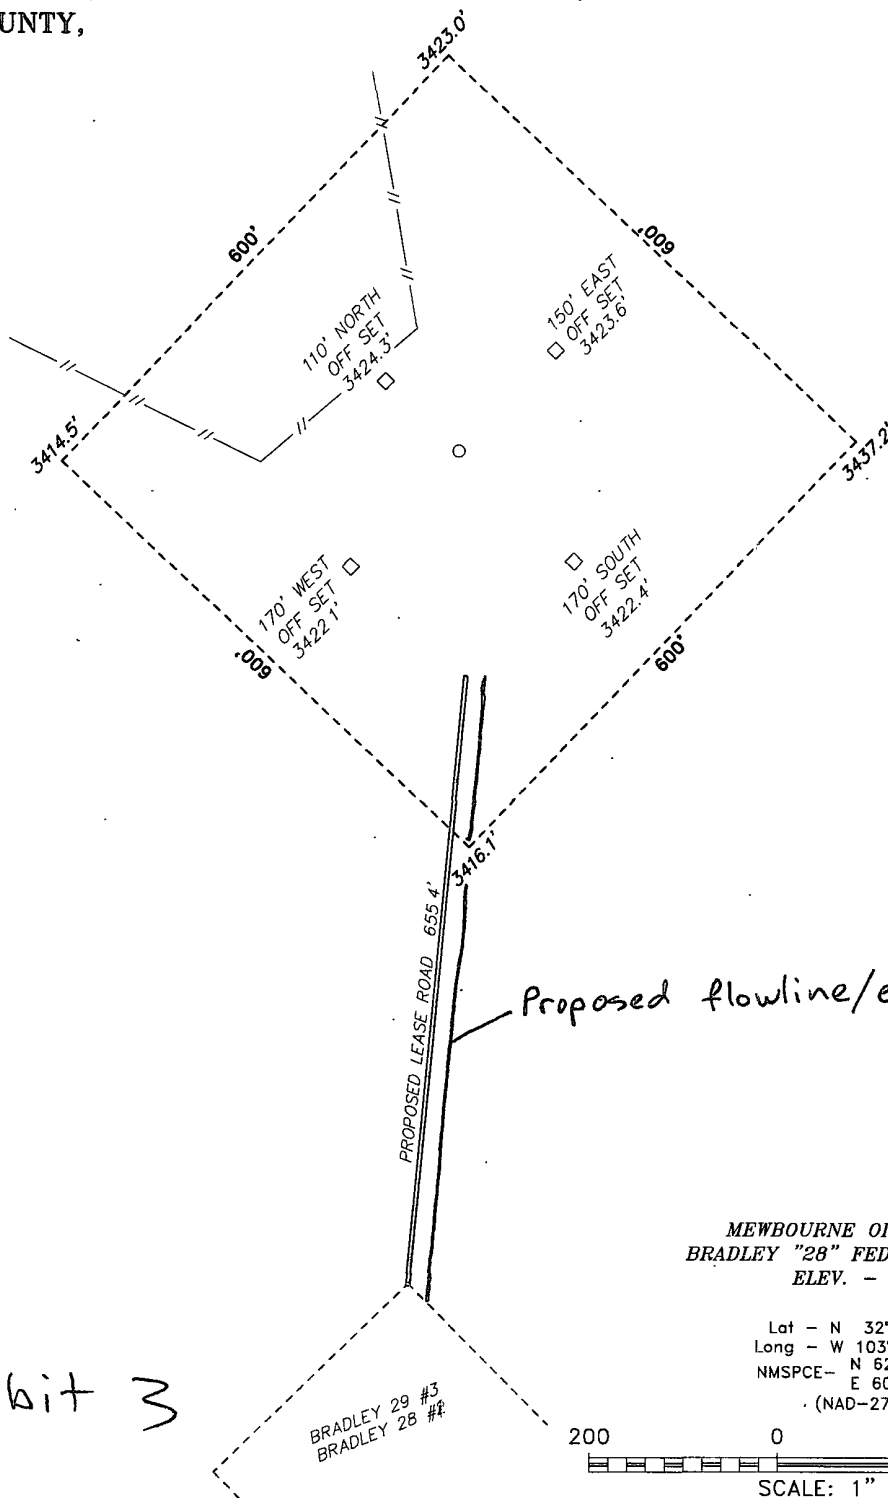 UNTY,
3423.0'
600'
600'
110' NORTH
OFF SET
3424.3'
150' EAST
OFF SET
3423.6'
3414.5'
3437.2'
170' WEST
OFF SET
3422.1'
170' SOUTH
OFF SET
3422.4'
600'
600'
3416.1'
PROPOSED LEASE ROAD 655.4'
Proposed flowline/e
MEWBOURNE OI
BRADLEY "28" FED
ELEV. -
Lat - N 32°
Long - W 103°
NMSPCE- N 62
E 60
(NAD-27
bit 3
BRADLEY 29 #3
BRADLEY 28
200 0
SCALE: 1"